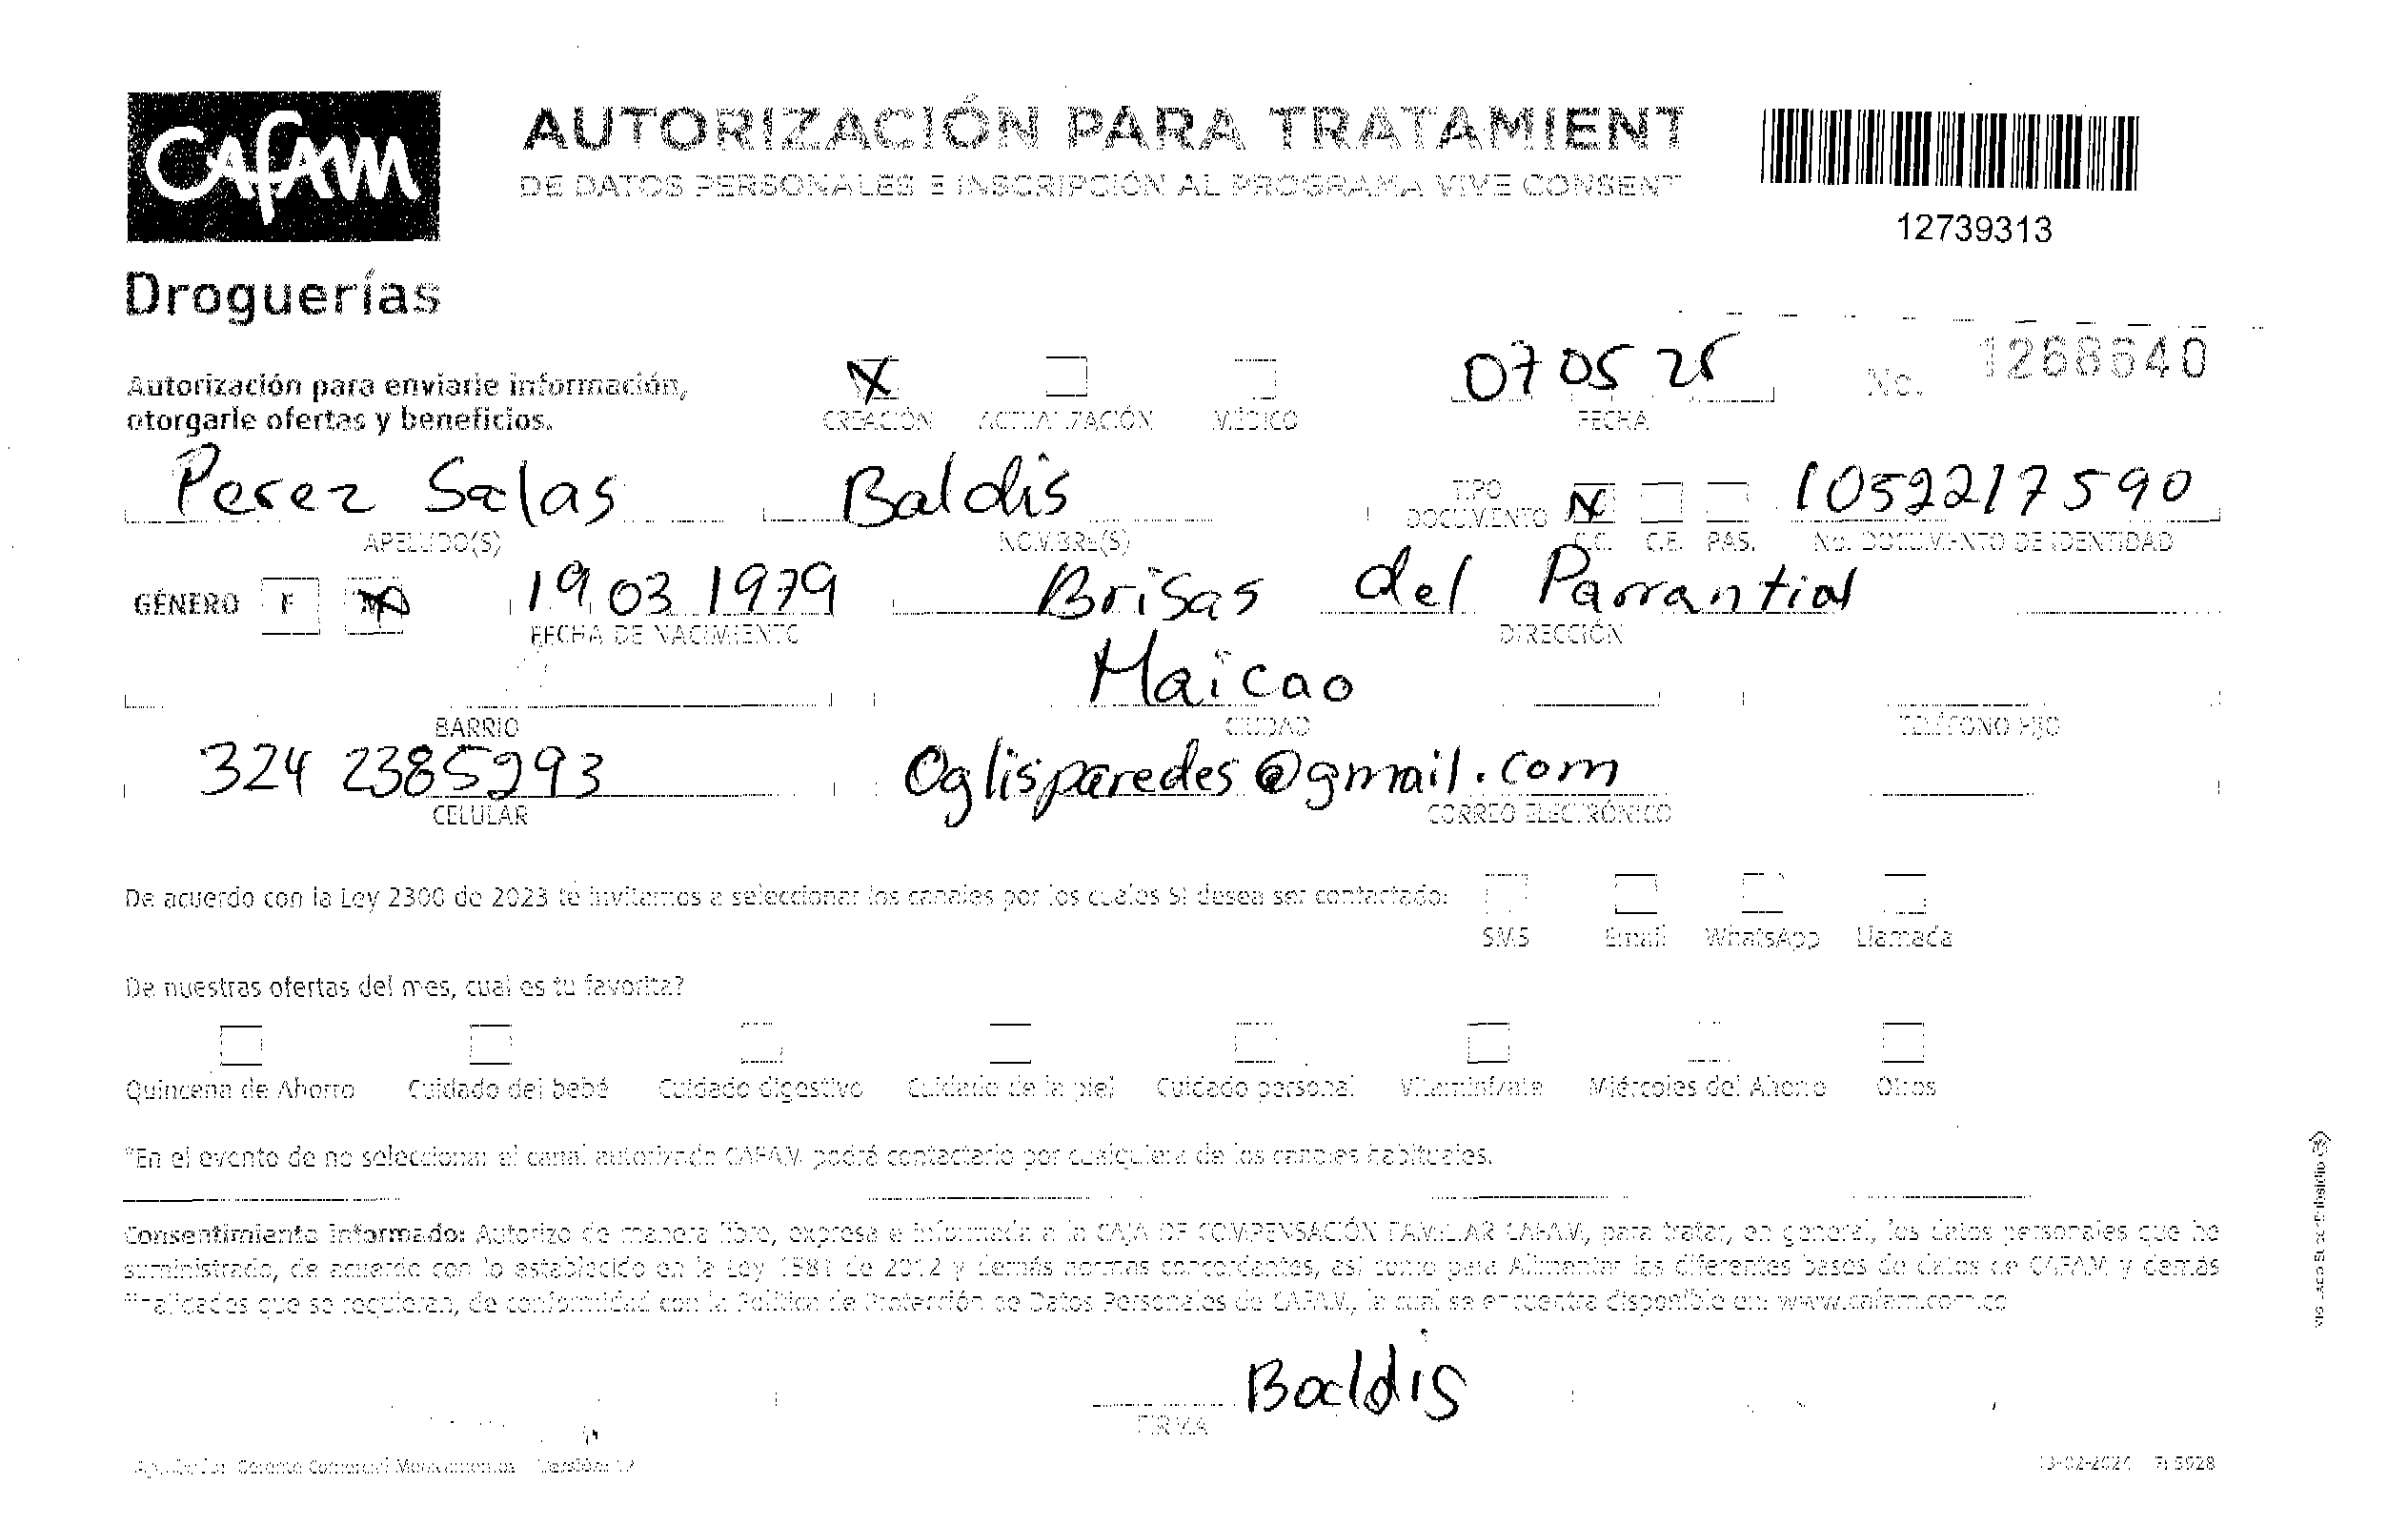 Cafam
AUTORIZACIÓN PARA TRATAMIENT
DE DATOS PERSONALES E INSCRIPCIÓN AL PROGRAMA VIVE CONSENT
12739313
Droguerías
Autorización para enviarle información,
otorgarle ofertas y beneficios.
X
CREACIÓN ACTUALIZACIÓN MÉDICO
07 05 25
FECHA
No. 1268640
Perez Salas Baldis
APELLIDO(S) NOMBRE(S)
TIPO
DOCUMENTO
C.C. C.E. PAS.
1052217590
No. DOCUMENTO DE IDENTIDAD
GÉNERO F M 19 03 1979 Brisas del Parrantial
FECHA DE NACIMIENTO DIRECCIÓN
Maicao
BARRIO CIUDAD TELÉFONO FIJO
324 2385293 Oglisparedes@gmail.com
CELULAR CORREO ELECTRÓNICO
De acuerdo con la Ley 2300 de 2023 te invitamos a seleccionar los canales por los cuales SI desea ser contactado:
SMS Email WhatsApp Llamada
De nuestras ofertas del mes, cual es tu favorita?
Quincena de Ahorro Cuidado del bebé Cuidado digestivo Cuidado de la piel Cuidado personal Vitamínízate Miércoles del Ahorro Otros
*En el evento de no seleccionar el canal autorizado CAFAM podrá contactarlo por cualquiera de los canales habituales.
Consentimiento informado: Autorizo de manera libre, expresa e informada a la CAJA DE COMPENSACIÓN FAMILIAR CAFAM, para tratar, en general, los datos personales que he
suministrado, de acuerdo con lo establecido en la Ley 1581 de 2012 y demás normas concordantes, así como para Alimentar las diferentes bases de datos de CAFAM y demás
finalidades que se requieran, de conformidad con la Política de Protección de Datos Personales de CAFAM, la cual se encuentra disponible en: www.cafam.com.co
Baldis
FIRMA
13-02-2024 FI 5928